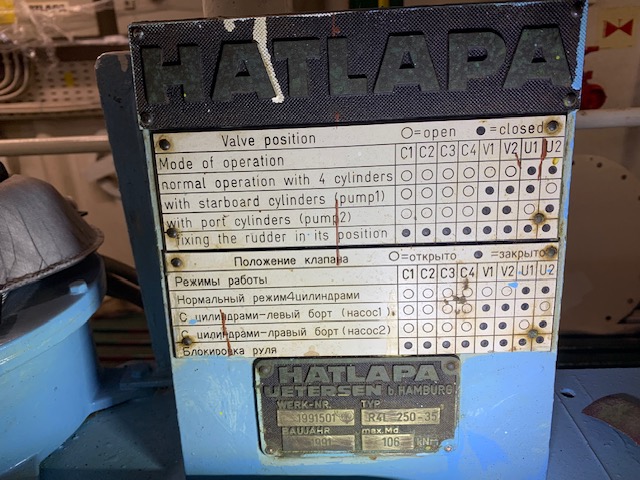 HATLAPA
Valve position ○=open ●=closed
Mode of operation C1 C2 C3 C4 V1 V2 U1 U2
normal operation with 4 cylinders
with starboard cylinders (pump1)
with port cylinders (pump2)
fixing the rudder in its position
Положение клапана ○=открыто ●=закрыто
Режимы работы C1 C2 C3 C4 V1 V2 U1 U2
Нормальный режим4цилиндрами
С цилиндрами-левый борт (насос1)
цилиндрами-лравый борт (насос2)
Блокировка руля
HATLAPA
UETERSEN b. HAMBURG
WERK-NR. TYP
1991501 R4L 250-35
BAUJAHR max.Md.
1991 106 kNm